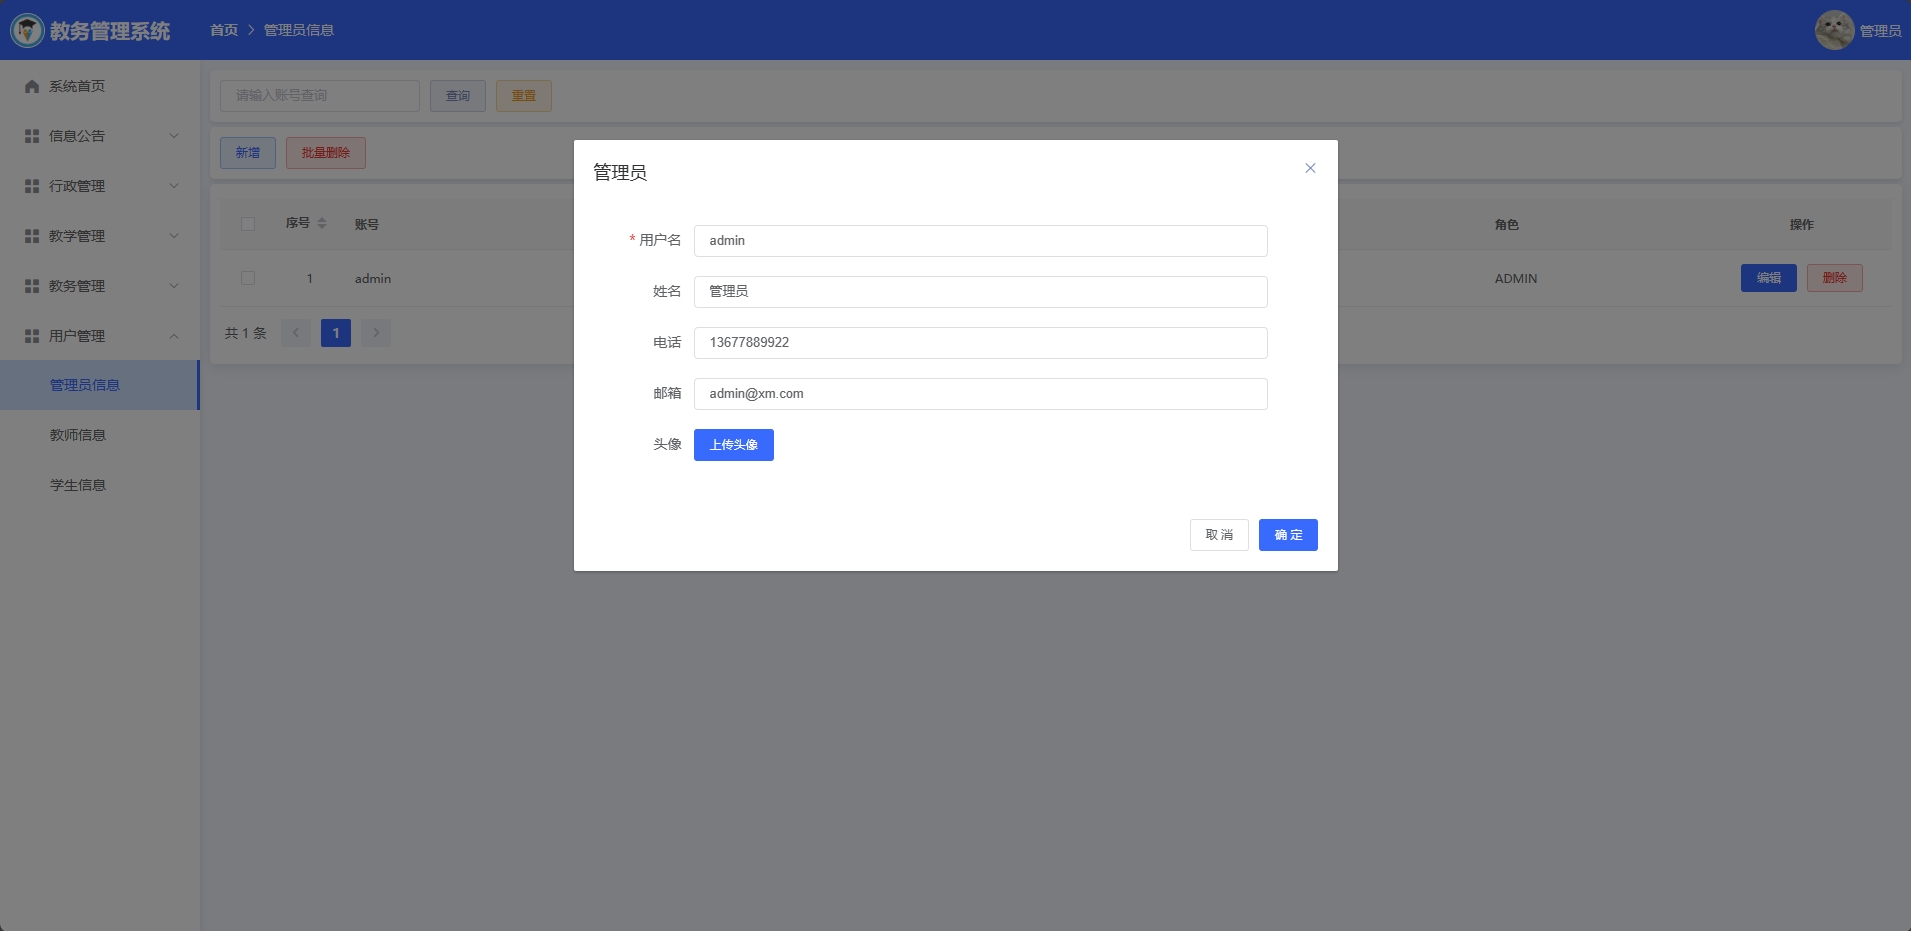 教务管理系统
首页 > 管理员信息
管理员
系统首页
信息公告
行政管理
教学管理
教务管理
用户管理
管理员信息
教师信息
学生信息
请输入账号查询 查询 重置
新增 批量删除
序号 账号 角色 操作
1 admin ADMIN 编辑 删除
共 1 条 1
管理员
* 用户名 admin
姓名 管理员
电话 13677889922
邮箱 admin@xm.com
头像 上传头像
取 消 确 定